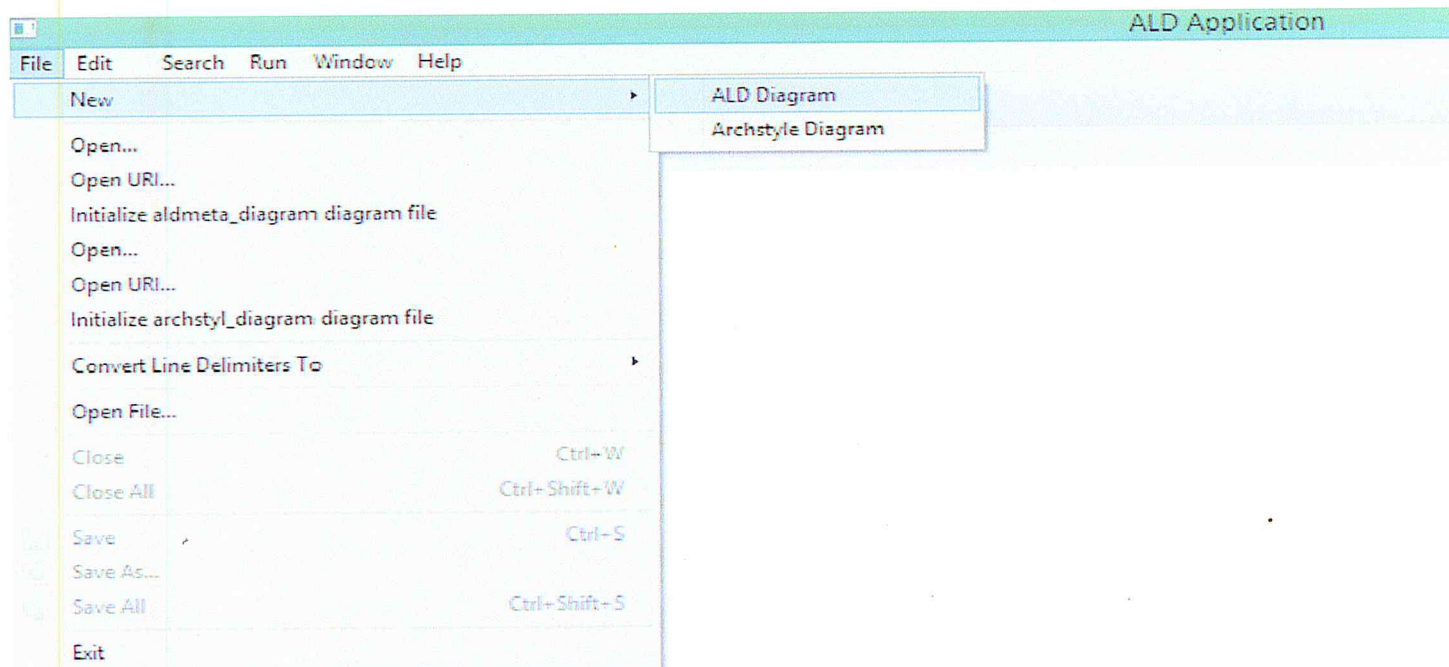 ALD Application
File Edit Search Run Window Help
New
ALD Diagram
Archstyle Diagram
Open...
Open URI...
Initialize aldmeta_diagram diagram file
Open...
Open URI...
Initialize archstyl_diagram diagram file
Convert Line Delimiters To
Open File...
Close Ctrl+W
Close All Ctrl+Shift+W
Save Ctrl+S
Save As...
Save All Ctrl+Shift+S
Exit